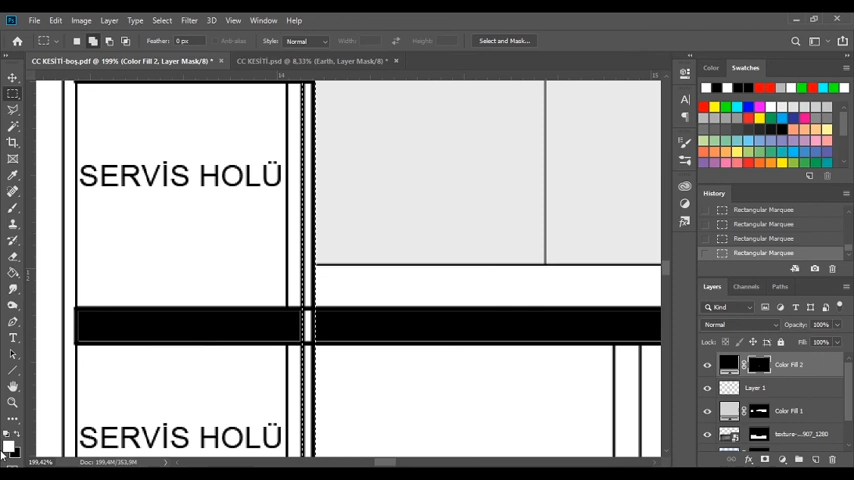 File Edit Image Layer Type Select Filter 3D View Window Help
Feather: 0 px Anti-alias Style: Normal Width: Height: Select and Mask...
CC KESİTİ-boş.pdf @ 199% (Color Fill 2, Layer Mask/8) * × CC KESİTİ.psd @ 8,33% (Earth, Layer Mask/8) * ×
14 15
SERVİS HOLÜ
SERVİS HOLÜ
199,42% Doc: 199,4M/353,9M
Color Swatches
History
Rectangular Marquee
Rectangular Marquee
Rectangular Marquee
Rectangular Marquee
Layers Channels Paths
Kind
Normal Opacity: 100%
Lock: Fill: 100%
Color Fill 2
Layer 1
Color Fill 1
texture-...907_1280